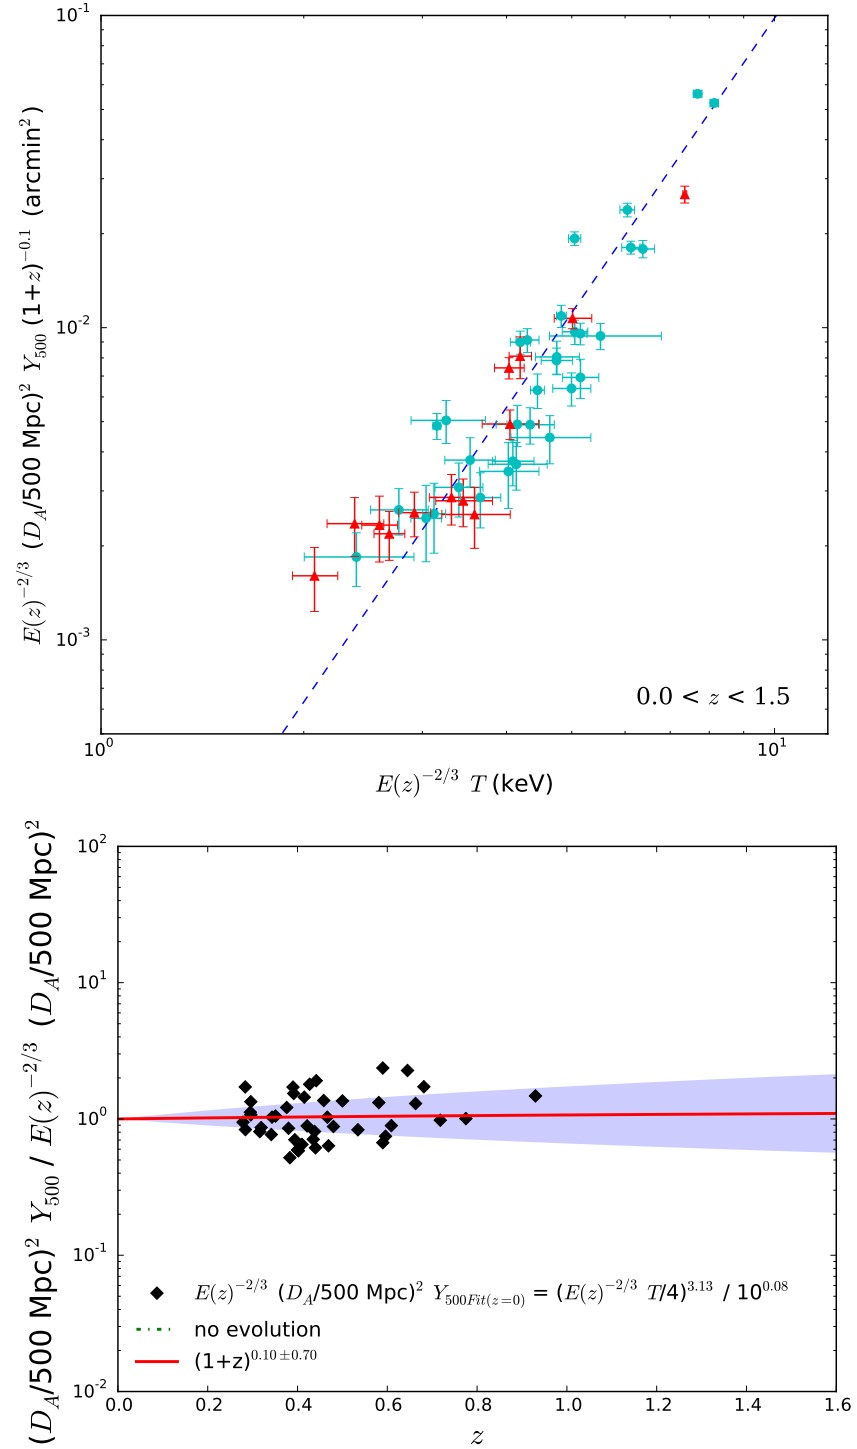 10^-1
10^-2
10^-3
E(z)^−2/3 (D_A/500 Mpc)^2 Y_500 (1+z)^−0.1 (arcmin^2)
0.0 < z < 1.5
10^0
10^1
E(z)^−2/3 T (keV)
10^2
10^1
10^0
10^-1
10^-2
(D_A/500 Mpc)^2 Y_500 / E(z)^−2/3 (D_A/500 Mpc)^2
E(z)^−2/3 (D_A/500 Mpc)^2 Y_500Fit(z=0) = (E(z)^−2/3 T/4)^3.13 / 10^0.08
no evolution
(1+z)^0.10±0.70
0.0 0.2 0.4 0.6 0.8 1.0 1.2 1.4 1.6
z